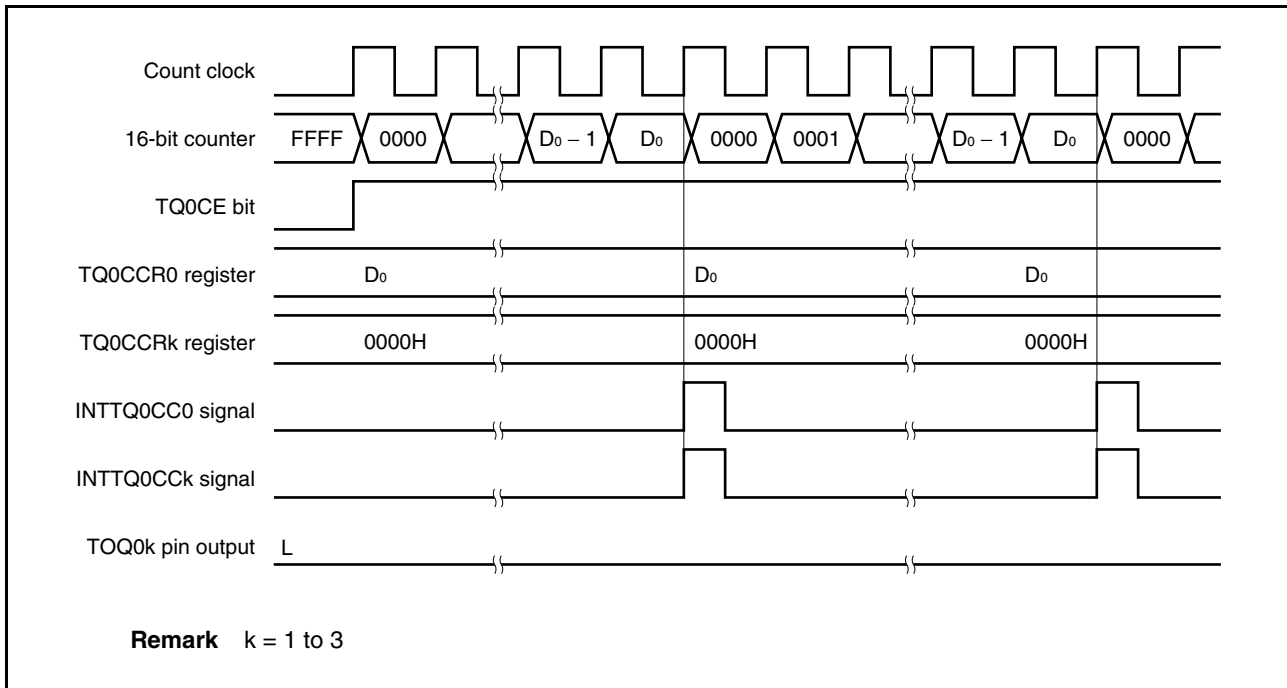 Count clock
16-bit counter FFFF 0000 D₀ − 1 D₀ 0000 0001 D₀ − 1 D₀ 0000
TQ0CE bit
TQ0CCR0 register D₀ D₀ D₀
TQ0CCRk register 0000H 0000H 0000H
INTTQ0CC0 signal
INTTQ0CCk signal
TOQ0k pin output L
Remark k = 1 to 3